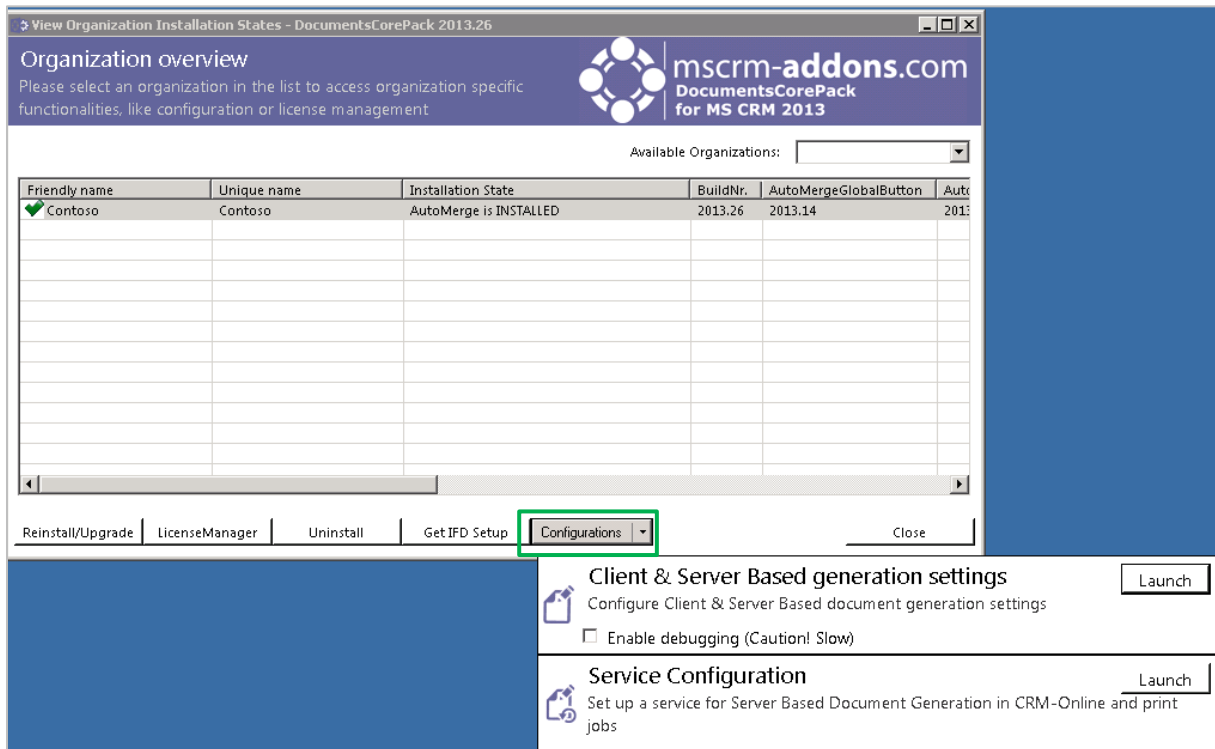 View Organization Installation States - DocumentsCorePack 2013.26
Organization overview
Please select an organization in the list to access organization specific
functionalities, like configuration or license management
mscrm-addons.com
DocumentsCorePack
for MS CRM 2013
Available Organizations:
Friendly name Unique name Installation State BuildNr. AutoMergeGlobalButton Auto
Contoso Contoso AutoMerge is INSTALLED 2013.26 2013.14 2013
Reinstall/Upgrade LicenseManager Uninstall Get IFD Setup Configurations Close
Client & Server Based generation settings Launch
Configure Client & Server Based document generation settings
Enable debugging (Caution! Slow)
Service Configuration Launch
Set up a service for Server Based Document Generation in CRM-Online and print
jobs